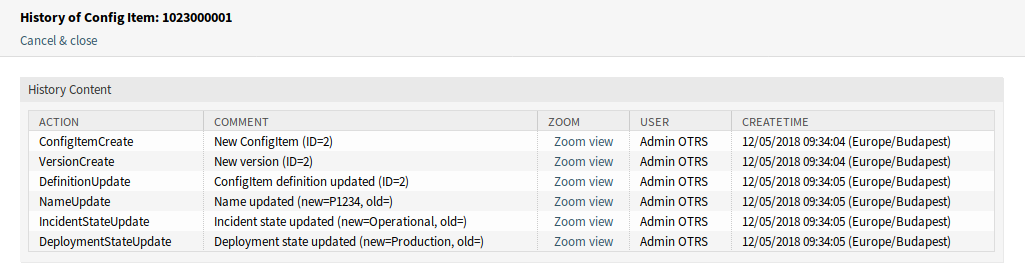 History of Config Item: 1023000001
Cancel & close
History Content
ACTION COMMENT ZOOM USER CREATETIME
ConfigItemCreate New ConfigItem (ID=2) Zoom view Admin OTRS 12/05/2018 09:34:04 (Europe/Budapest)
VersionCreate New version (ID=2) Zoom view Admin OTRS 12/05/2018 09:34:04 (Europe/Budapest)
DefinitionUpdate ConfigItem definition updated (ID=2) Zoom view Admin OTRS 12/05/2018 09:34:05 (Europe/Budapest)
NameUpdate Name updated (new=P1234, old=) Zoom view Admin OTRS 12/05/2018 09:34:05 (Europe/Budapest)
IncidentStateUpdate Incident state updated (new=Operational, old=) Zoom view Admin OTRS 12/05/2018 09:34:05 (Europe/Budapest)
DeploymentStateUpdate Deployment state updated (new=Production, old=) Zoom view Admin OTRS 12/05/2018 09:34:05 (Europe/Budapest)